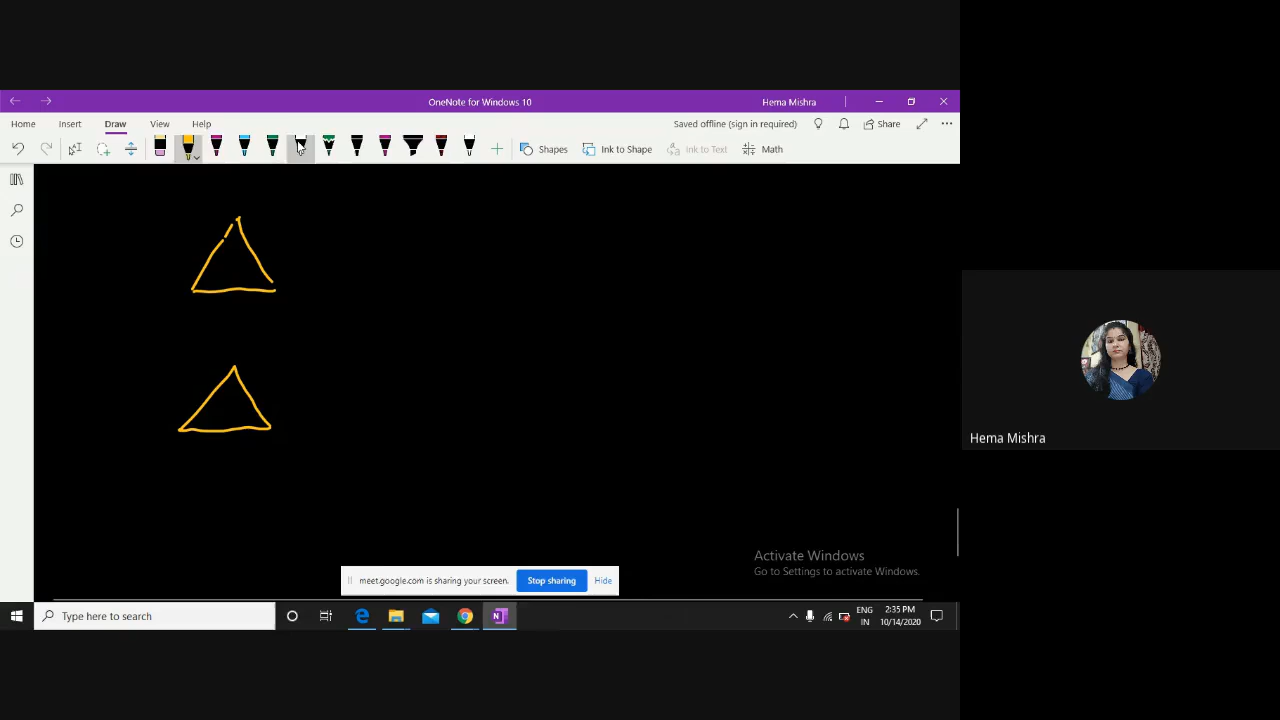 OneNote for Windows 10
Hema Mishra
Home Insert Draw View Help
Saved offline (sign in required)
Share
Shapes
Ink to Shape
Ink to Text
Math
Hema Mishra
Activate Windows
Go to Settings to activate Windows.
meet.google.com is sharing your screen.
Stop sharing
Hide
Type here to search
ENG
IN
2:35 PM
10/14/2020